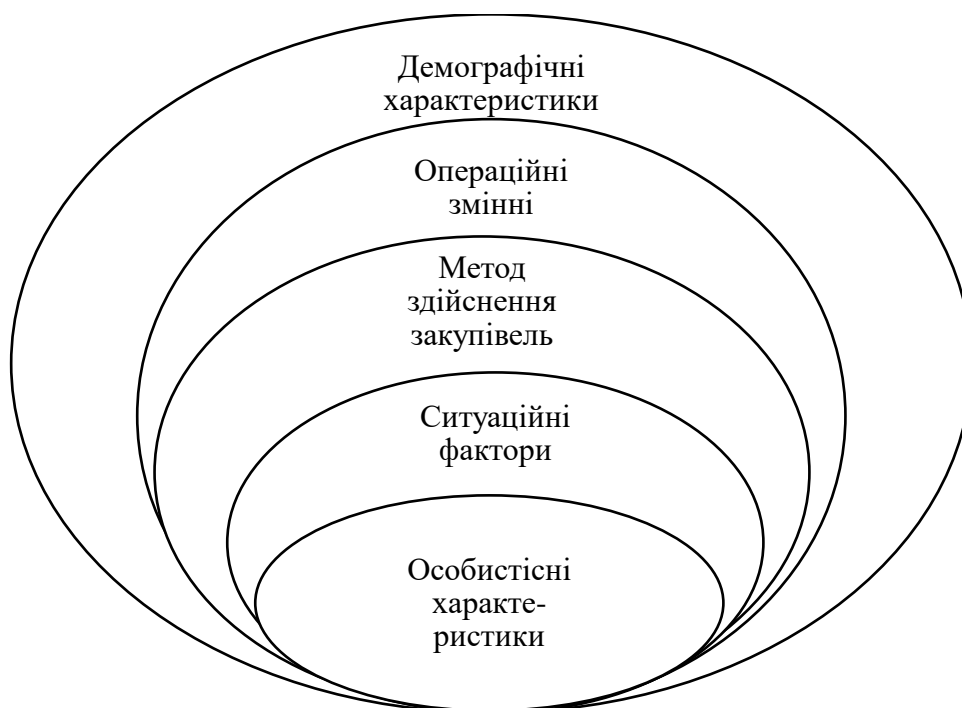 Демографічні
характеристики
Операційні
змінні
Метод
здійснення
закупівель
Ситуаційні
фактори
Особистісні
характе-
ристики